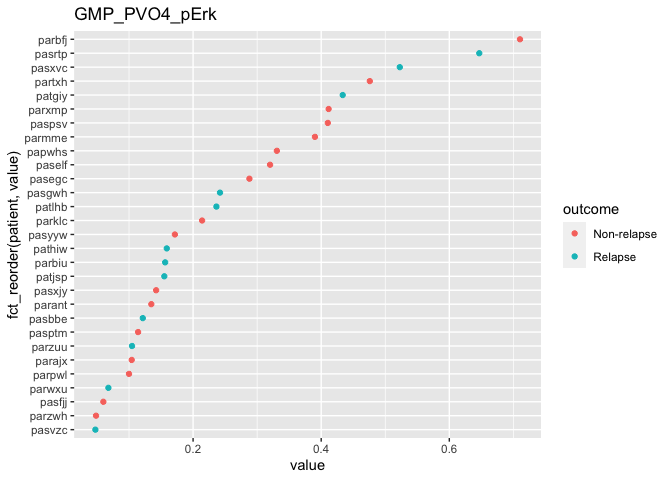 GMP_PVO4_pErk
fct_reorder(patient, value)
parbfj
pasrtp
pasxvc
partxh
patgiy
parxmp
paspsv
parmme
papwhs
paself
pasegc
pasgwh
patlhb
parklc
pasyyw
pathiw
parbiu
patjsp
pasxjy
parant
pasbbe
pasptm
parzuu
parajx
parpwl
parwxu
pasfjj
parzwh
pasvzc
0.2 0.4 0.6
value
outcome
Non-relapse
Relapse